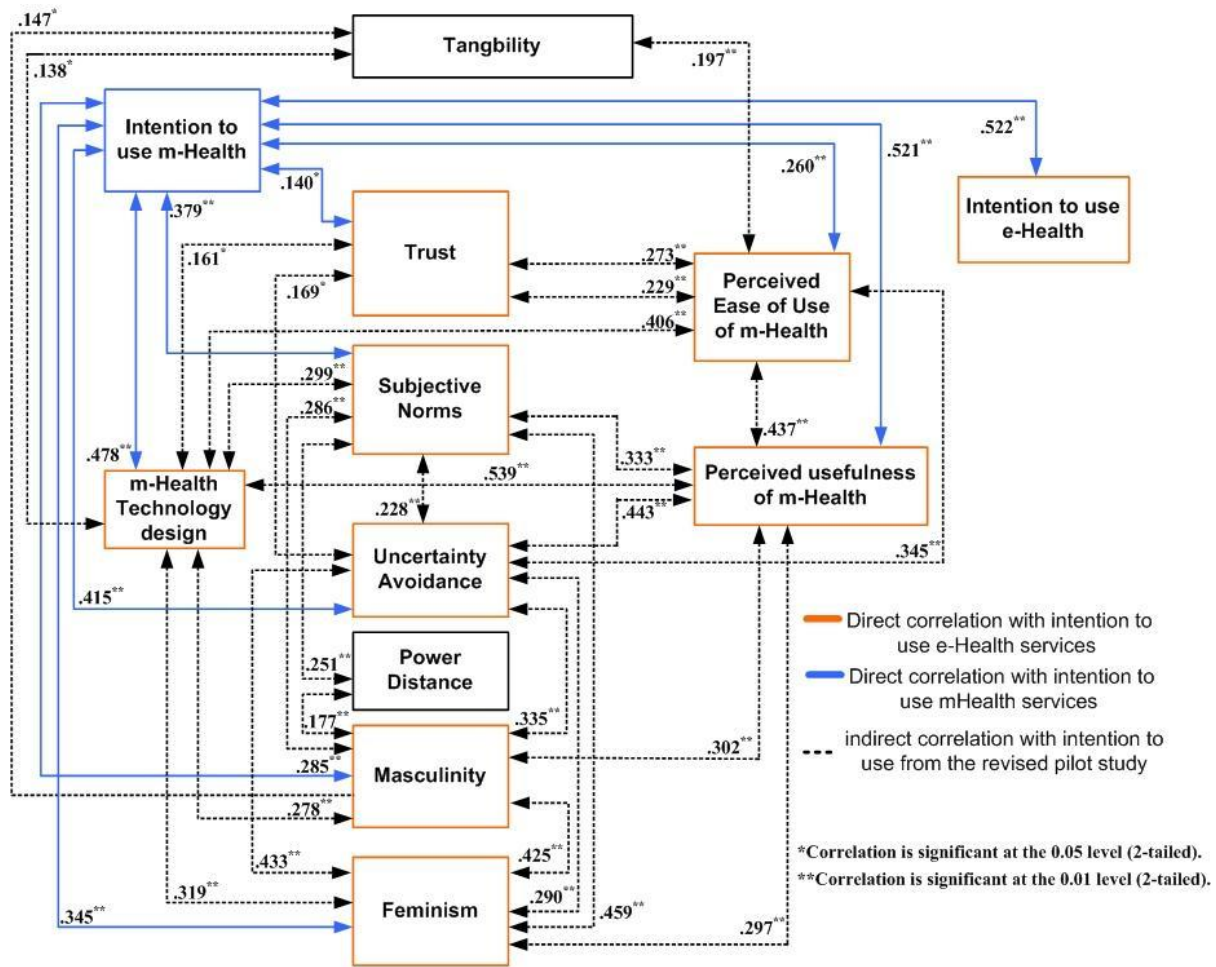 .147*
Tangbility
.197**
.138*
Intention to
use m-Health
.522**
.521**
.260**
.140*
.379**
Intention to use
e-Health
Trust
.161*
.273**
.169*
.229**
Perceived
Ease of Use
of m-Health
.406**
.299**
Subjective
Norms
.286**
.437**
.478**
.333**
Perceived usefulness
of m-Health
.539**
m-Health
Technology
design
.228**
.443**
Uncertainty
Avoidance
.345**
.415**
Direct correlation with intention to
use e-Health services
Power
Distance
.251**
Direct correlation with intention to
use mHealth services
.177**
.335**
indirect correlation with intention to
use from the revised pilot study
.302**
.285**
Masculinity
.278**
*Correlation is significant at the 0.05 level (2-tailed).
**Correlation is significant at the 0.01 level (2-tailed).
.433**
.425**
.319**
.290**
Feminism
.459**
.345**
.297**